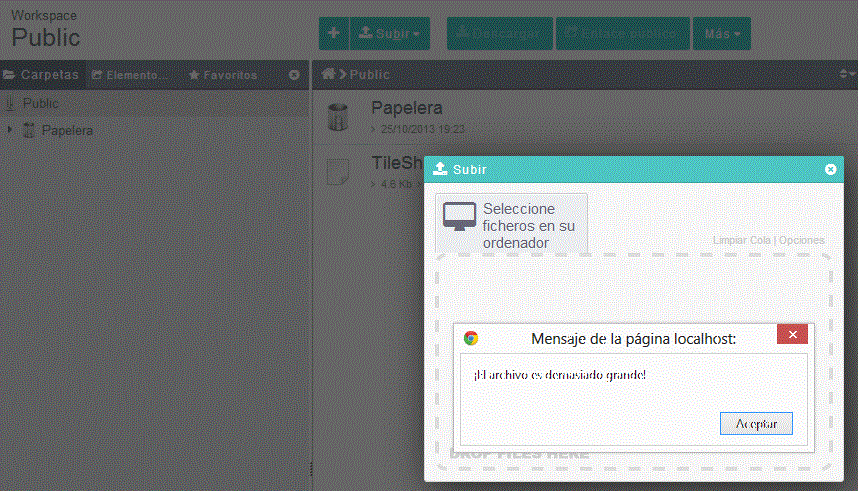 Workspace
Public
Subir
Descargar
Enlace público
Más
Carpetas
Elemento...
Favoritos
Public
Public
Papelera
Papelera
25/10/2013 19:23
TileSh
4.6 Kb
Subir
Seleccione
ficheros en su
ordenador
Limpiar Cola | Opciones
Mensaje de la página localhost:
¡El archivo es demasiado grande!
Aceptar
DROP FILES HERE